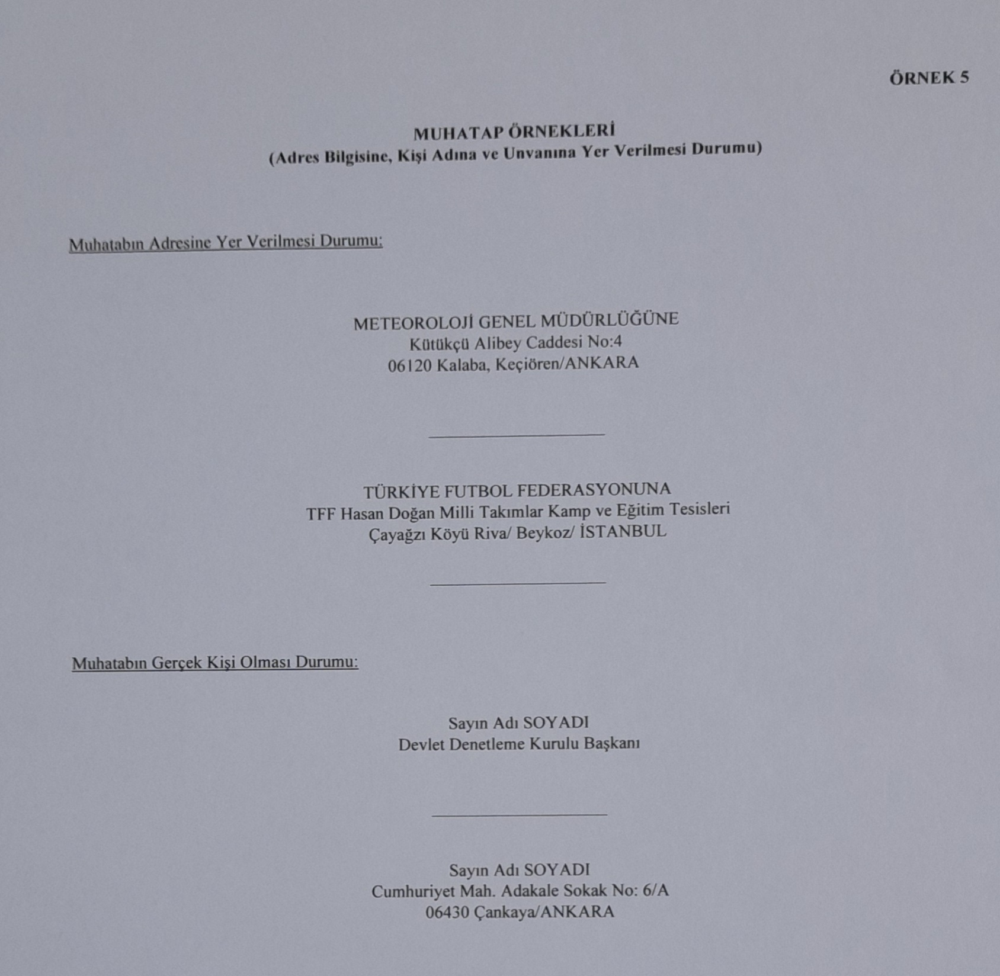 ÖRNEK 5
MUHATAP ÖRNEKLERİ
(Adres Bilgisine, Kişi Adına ve Unvanına Yer Verilmesi Durumu)
Muhatabın Adresine Yer Verilmesi Durumu:
METEOROLOJİ GENEL MÜDÜRLÜĞÜNE
Kütükçü Alibey Caddesi No:4
06120 Kalaba, Keçiören/ANKARA
TÜRKİYE FUTBOL FEDERASYONUNA
TFF Hasan Doğan Milli Takımlar Kamp ve Eğitim Tesisleri
Çayağzı Köyü Riva/ Beykoz/ İSTANBUL
Muhatabın Gerçek Kişi Olması Durumu:
Sayın Adı SOYADI
Devlet Denetleme Kurulu Başkanı
Sayın Adı SOYADI
Cumhuriyet Mah. Adakale Sokak No: 6/A
06430 Çankaya/ANKARA